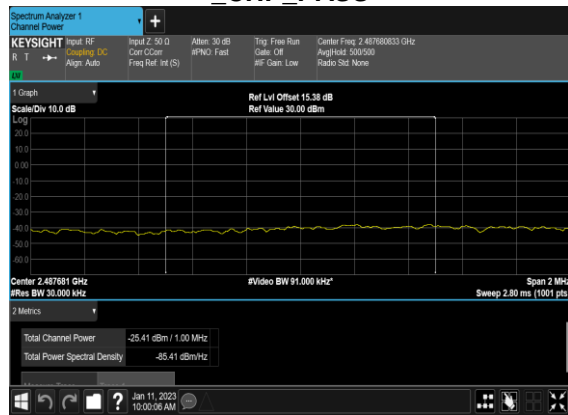 Spectrum Analyzer 1
Channel Power
+
KEYSIGHT
R T
LV
Input: RF
Coupling: DC
Align: Auto
Input Z: 50 Ω
Corr CCorr
Freq Ref: Int (S)
Atten: 30 dB
#PNO: Fast
Trig: Free Run
Gate: Off
#IF Gain: Low
Center Freq: 2.487680833 GHz
Avg|Hold: 500/500
Radio Std: None
1 Graph
Scale/Div 10.0 dB
Ref Lvl Offset 15.38 dB
Ref Value 30.00 dBm
Log
20.0
10.0
0.00
-10.0
-20.0
-30.0
-40.0
-50.0
-60.0
Center 2.487681 GHz
#Res BW 30.000 kHz
#Video BW 91.000 kHz*
Span 2 MHz
Sweep 2.80 ms (1001 pts
2 Metrics
Total Channel Power -25.41 dBm / 1.00 MHz
Total Power Spectral Density -85.41 dBm/Hz
?
Jan 11, 2023
10:00:06 AM